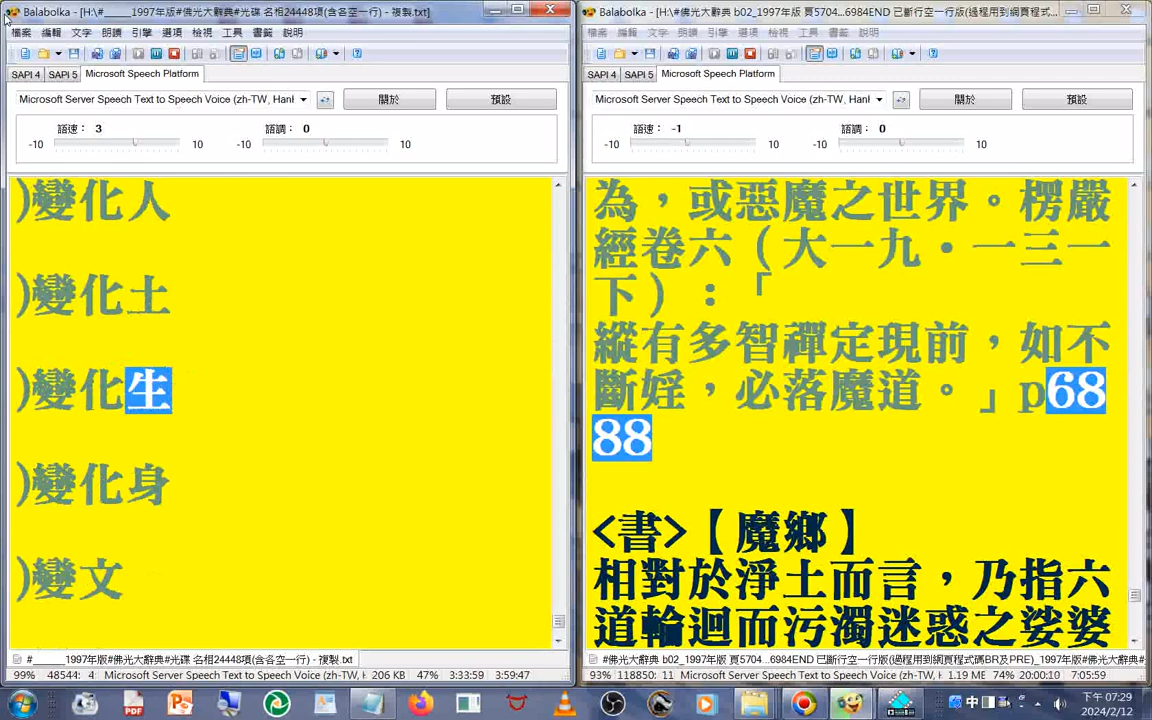 Balabolka - [H:\#_____1997年版#佛光大辭典#光碟 名相24448項(含各空一行) - 複製.txt]
檔案 編輯 文字 朗讀 引擎 選項 檢視 工具 書籤 說明
SAPI 4 SAPI 5 Microsoft Speech Platform
Microsoft Server Speech Text to Speech Voice (zh-TW, Hanl
關於
預設
語速： 3 語調： 0
-10 10 -10 10
)變化人
)變化土
)變化生
)變化身
)變文
#______1997年版#佛光大辭典#光碟 名相24448項(含各空一行) - 複製.txt
99% 48544: 4 Microsoft Server Speech Text to Speech Voice (zh-TW, H 206 KB 47% 3:33:59 3:59:47
Balabolka - [H:\#佛光大辭典 b02_1997年版 頁5704...6984END 已斷行空一行版(過程用到網頁程式...
檔案 編輯 文字 朗讀 引擎 選項 檢視 工具 書籤 說明
SAPI 4 SAPI 5 Microsoft Speech Platform
Microsoft Server Speech Text to Speech Voice (zh-TW, Hanl
關於
預設
語速： -1 語調： 0
-10 10 -10 10
為，或惡魔之世界。楞嚴
經卷六（大一九·一三一
下）：「
縱有多智禪定現前，如不
斷婬，必落魔道。」p68
88
<書>【魔鄉】
相對於淨土而言，乃指六
道輪迴而污濁迷惑之娑婆
#佛光大辭典 b02_1997年版 頁5704...6984END 已斷行空一行版(過程用到網頁程式碼BR及PRE)_1997年版#佛光大辭典#
93% 118850: 11 Microsoft Server Speech Text to Speech Voice 1.19 ME 74% 20:00:10 7:05:59
中
下午 07:29
2024/2/12